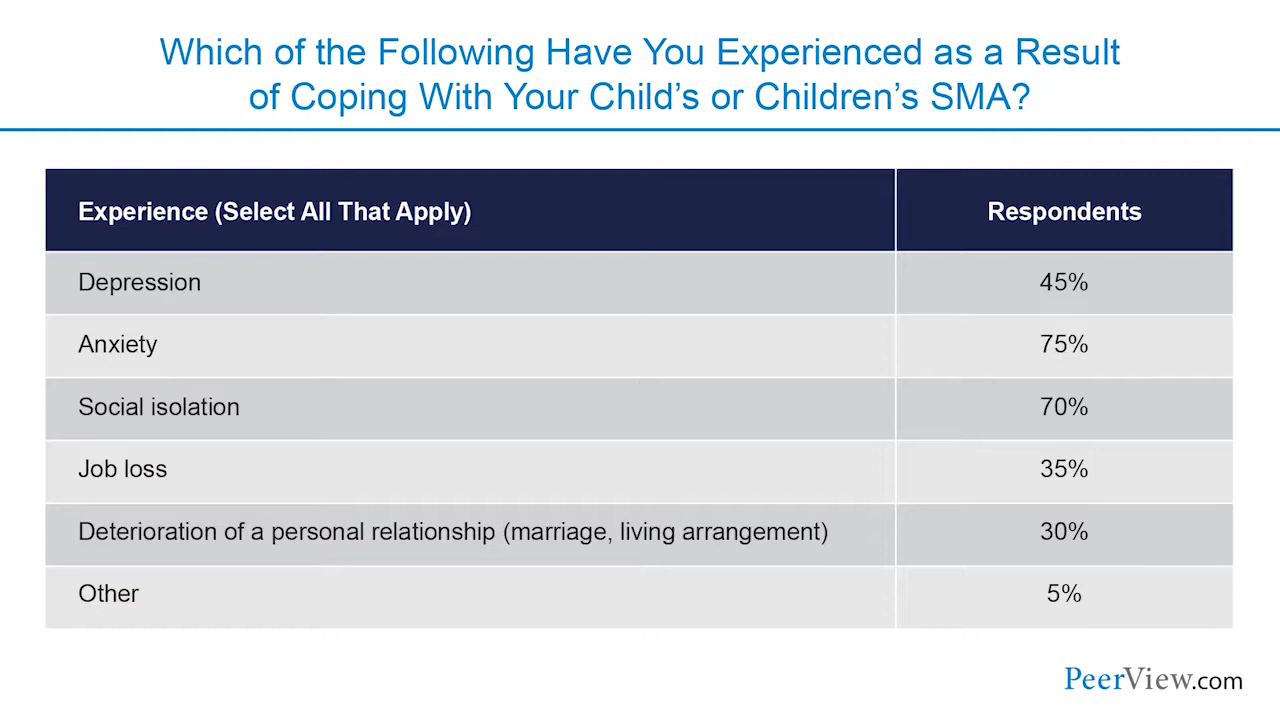 Which of the Following Have You Experienced as a Result
of Coping With Your Child’s or Children’s SMA?
Experience (Select All That Apply) Respondents
Depression 45%
Anxiety 75%
Social isolation 70%
Job loss 35%
Deterioration of a personal relationship (marriage, living arrangement) 30%
Other 5%
PeerView.com